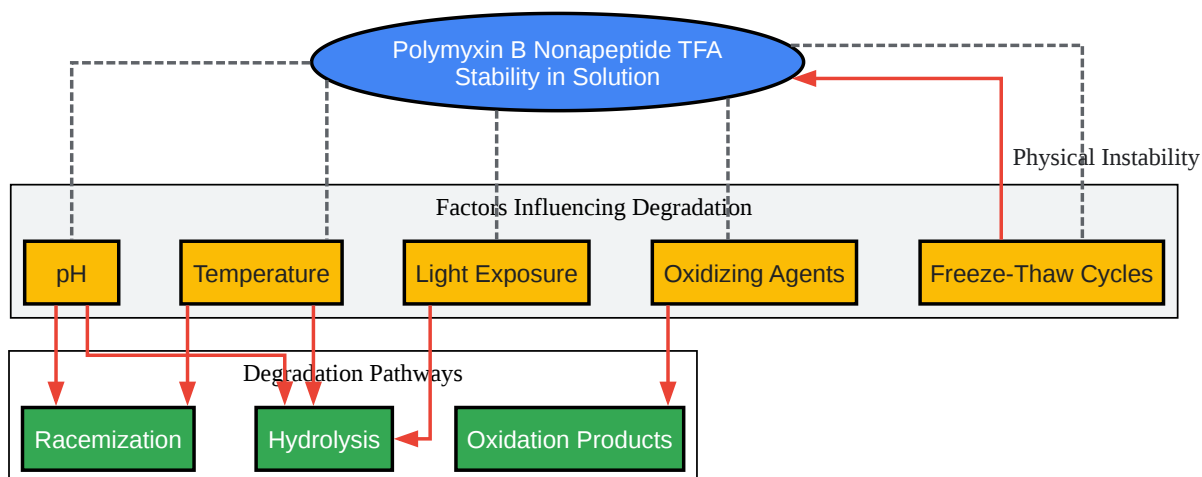 Polymyxin B Nonapeptide TFA
Stability in Solution
Physical Instability
Factors Influencing Degradation
pH
Temperature
Light Exposure
Oxidizing Agents
Freeze-Thaw Cycles
Degradation Pathways
Racemization
Hydrolysis
Oxidation Products